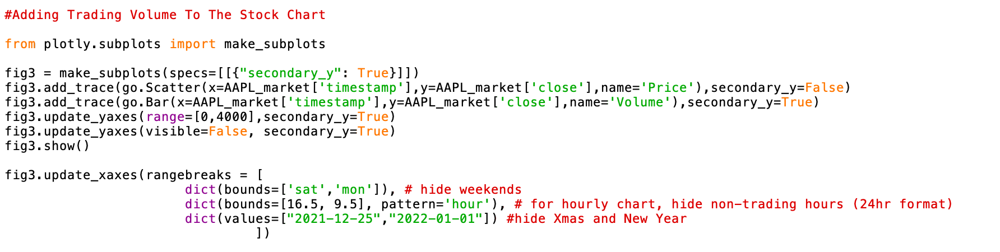 #Adding Trading Volume To The Stock Chart
from plotly.subplots import make_subplots
fig3 = make_subplots(specs=[[{"secondary_y": True}]])
fig3.add_trace(go.Scatter(x=AAPL_market['timestamp'],y=AAPL_market['close'],name='Price'),secondary_y=False)
fig3.add_trace(go.Bar(x=AAPL_market['timestamp'],y=AAPL_market['close'],name='Volume'),secondary_y=True)
fig3.update_yaxes(range=[0,4000],secondary_y=True)
fig3.update_yaxes(visible=False, secondary_y=True)
fig3.show()
fig3.update_xaxes(rangebreaks = [
dict(bounds=['sat','mon']), # hide weekends
dict(bounds=[16.5, 9.5], pattern='hour'), # for hourly chart, hide non-trading hours (24hr format)
dict(values=["2021-12-25","2022-01-01"]) #hide Xmas and New Year
])